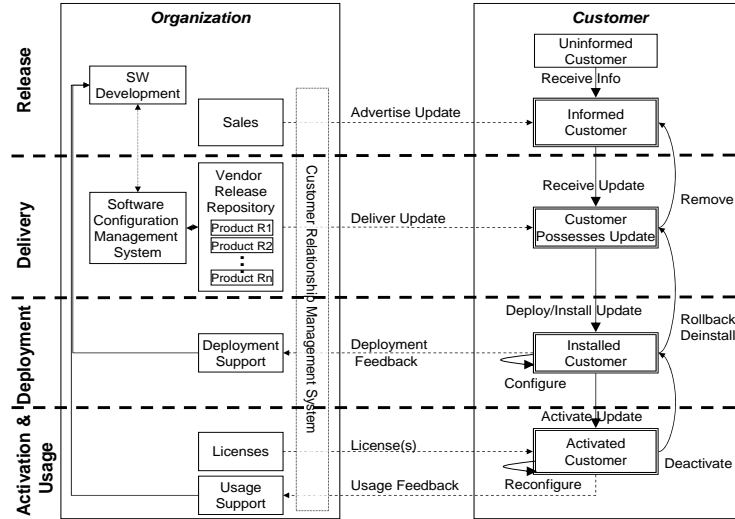 Organization
Customer
Release
Delivery
Deployment
Activation &
Usage
SW
Development
Sales
Software
Configuration
Management
System
Vendor
Release
Repository
Product R1
Product R2
Product Rn
Deployment
Support
Licenses
Usage
Support
Customer Relationship Management System
Advertise Update
Deliver Update
Deployment
Feedback
License(s)
Usage Feedback
Uninformed
Customer
Receive Info
Informed
Customer
Receive Update
Remove
Customer
Possesses Update
Deploy/Install Update
Rollback
Deinstall
Installed
Customer
Configure
Activate Update
Activated
Customer
Deactivate
Reconfigure